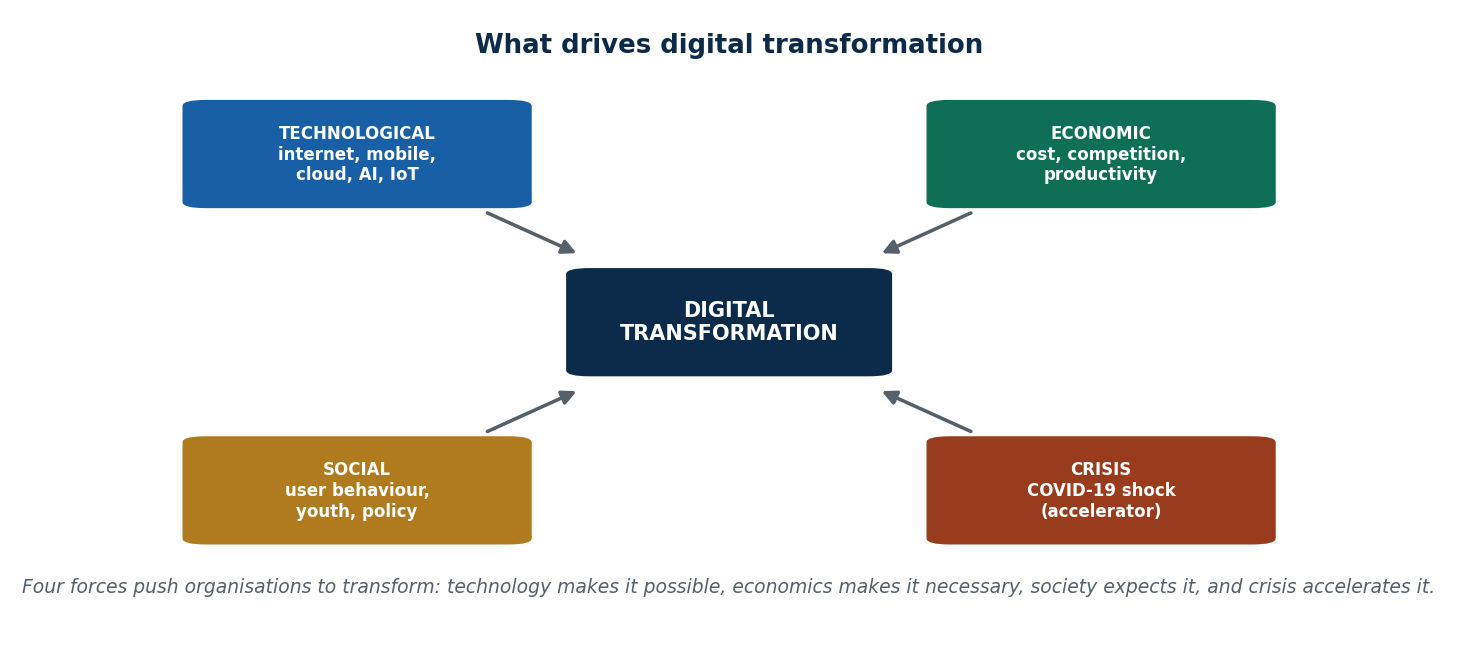 What drives digital transformation
TECHNOLOGICAL
internet, mobile,
cloud, AI, IoT
ECONOMIC
cost, competition,
productivity
DIGITAL
TRANSFORMATION
SOCIAL
user behaviour,
youth, policy
CRISIS
COVID-19 shock
(accelerator)
Four forces push organisations to transform: technology makes it possible, economics makes it necessary, society expects it, and crisis accelerates it.